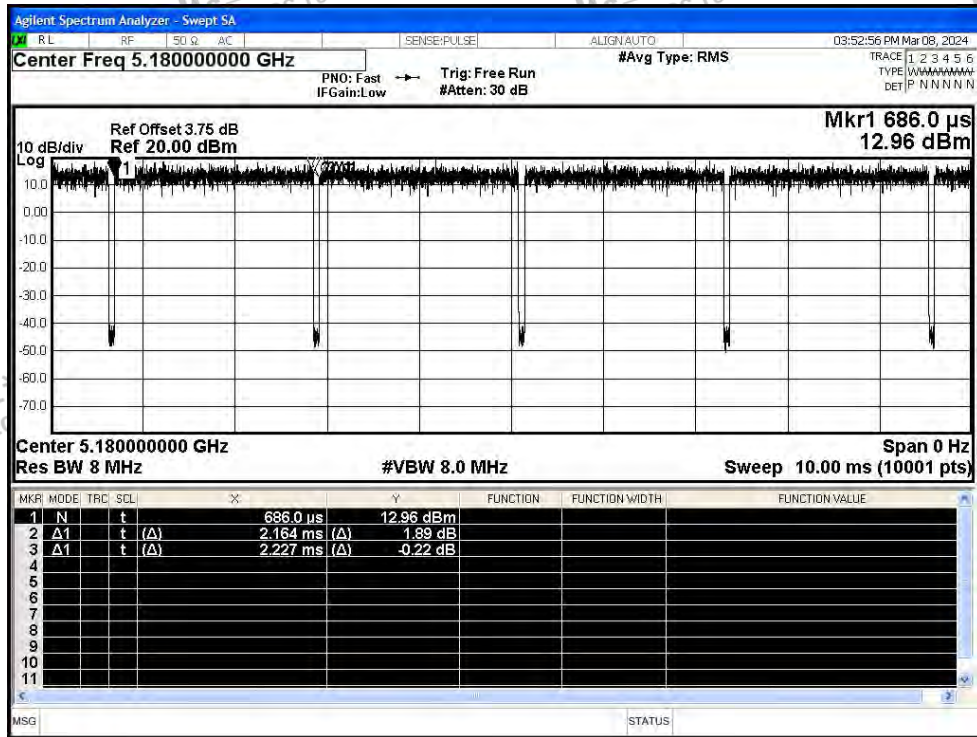 Agilent Spectrum Analyzer - Swept SA
LXI RL RF 50 Ω AC SENSE:PULSE ALIGN AUTO 03:52:56 PM Mar 08, 2024
Center Freq 5.180000000 GHz #Avg Type: RMS TRACE 1 2 3 4 5 6
PNO: Fast Trig: Free Run TYPE WWWWWW
IFGain:Low #Atten: 30 dB DET P N N N N N
Mkr1 686.0 µs
Ref Offset 3.75 dB
10 dB/div Ref 20.00 dBm 12.96 dBm
Log
1
10.0
0.00
-10.0
-20.0
-30.0
-40.0
-50.0
-60.0
-70.0
Center 5.180000000 GHz Span 0 Hz
Res BW 8 MHz #VBW 8.0 MHz Sweep 10.00 ms (10001 pts)
MKR MODE TRC SCL X Y FUNCTION FUNCTION WIDTH FUNCTION VALUE
1 N t 686.0 µs 12.96 dBm
2 Δ1 t (Δ) 2.164 ms (Δ) 1.89 dB
3 Δ1 t (Δ) 2.227 ms (Δ) -0.22 dB
4
5
6
7
8
9
10
11
MSG STATUS